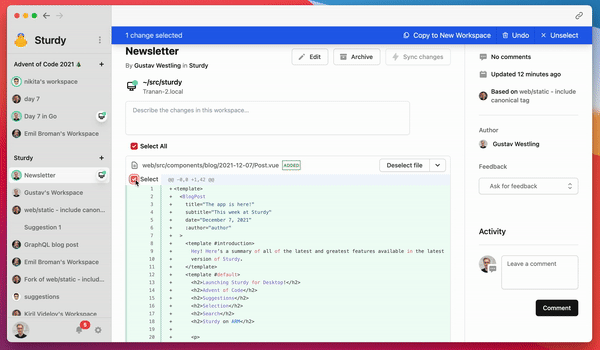 Sturdy
Advent of Code 2021 🎄
nikita's workspace
day 7
Day 7 in Go
Emil Broman's Workspace
Sturdy
Newsletter
Gustav's Workspace
web/static - include canon...
Suggestion 1
GraphQL blog post
Emil Broman's Workspace
Fork of web/static - includ...
suggestions
Kiril Videlov's Workspace
6
1 change selected
Copy to New Workspace
Undo
Unselect
Newsletter
By Gustav Westling in Sturdy
Edit
Archive
Sync changes
~/src/sturdy
Tranan-2.local
Describe the changes in this workspace...
Select All
web/src/components/blog/2021-12-07/Post.vue ADDED
Deselect file
Select
@@ -0,0 +1,42 @@
1 + <template>
2 + <BlogPost
3 + title="The app is here!"
4 + subtitle="This week at Sturdy"
5 + date="December 7, 2021"
6 + :author="author"
7 + >
8 + <template #introduction>
9 + Hey! Here's a summary of all of the latest and greatest features available in the latest
10 + version of Sturdy.
11 + </template>
12 + <template #default>
13 + <h2>Launching Sturdy for Desktop!</h2>
14 + <h2>Advent of Code</h2>
15 + <h2>Suggestions</h2>
16 + <h2>Selection</h2>
17 + <h2>Search</h2>
18 + <h2>Sturdy on ARM</h2>
19 +
20 + <p>
No comments
Updated 12 minutes ago
Based on web/static - include
canonical tag
Author
Gustav Westling
Feedback
Ask for feedback
Activity
Leave a comment
Comment